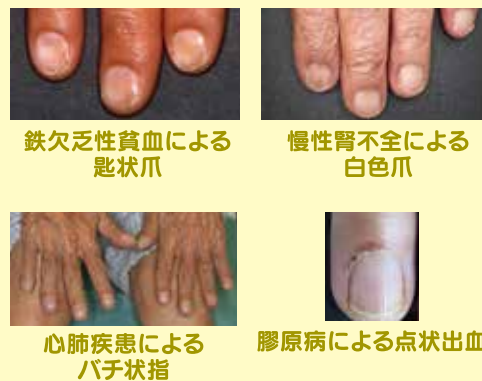 鉄欠乏性貧血による
匙状爪
慢性腎不全による
白色爪
心肺疾患による
バチ状指
膠原病による点状出血